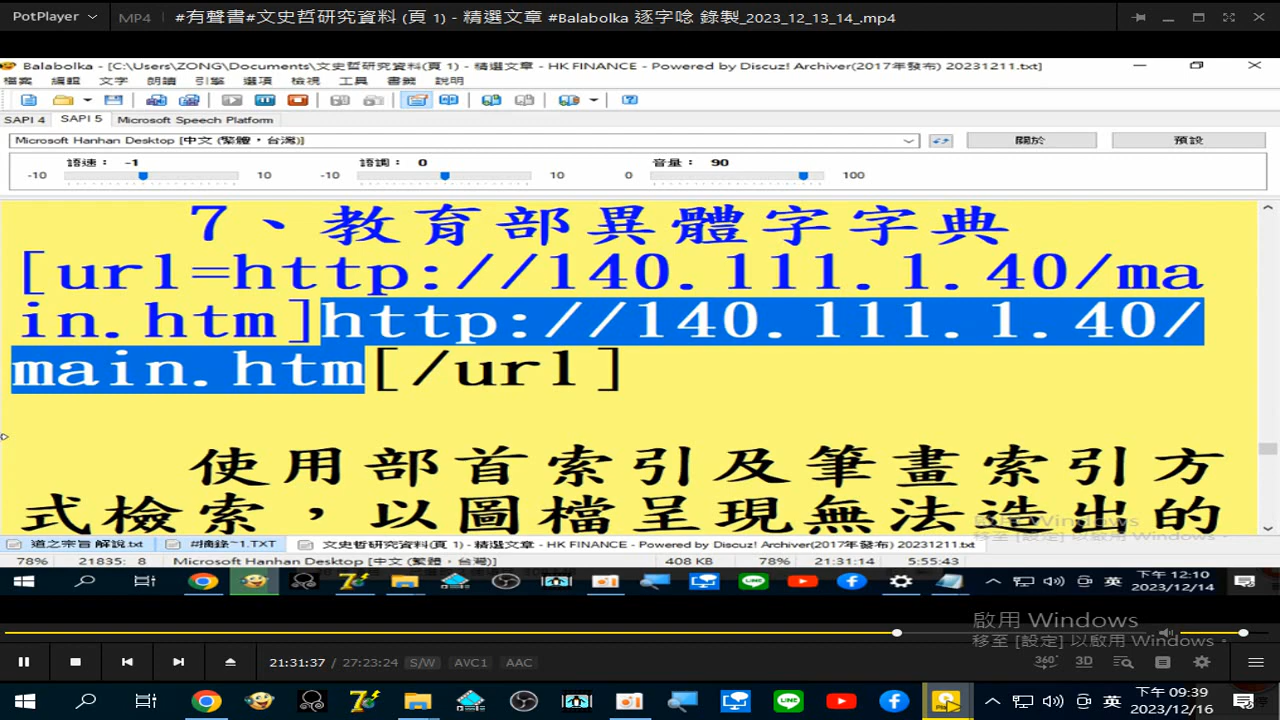 PotPlayer MP4 #有聲書#文史哲研究資料 (頁 1) - 精選文章 #Balabolka 逐字唸 錄製_2023_12_13_14_.mp4
Balabolka - [C:\Users\ZONG\Documents\文史哲研究資料(頁 1) - 精選文章 - HK FINANCE - Powered by Discuz! Archiver(2017年發布) 20231211.txt]
檔案 編輯 文字 朗讀 引擎 選項 檢視 工具 書籤 說明
SAPI 4 SAPI 5 Microsoft Speech Platform
Microsoft Hanhan Desktop [中文 (繁體，台灣)] 關於 預設
語速： -1 語調： 0 音量： 90
-10 10 -10 10 0 100
7、教育部異體字字典
[url=http://140.111.1.40/ma
in.htm]http://140.111.1.40/
main.htm[/url]
使用部首索引及筆畫索引方
式檢索，以圖檔呈現無法造出的
道之宗旨 解說.txt #摘錄~1.TXT 文史哲研究資料(頁 1) - 精選文章 - HK FINANCE - Powered by Discuz! Archiver(2017年發布) 20231211.txt
78% 21835: 8 Microsoft Hanhan Desktop [中文 (繁體，台灣)] 408 KB 78% 21:31:14 5:55:43
英 下午 12:10
2023/12/14
啟用 Windows
移至 [設定] 以啟用 Windows。
21:31:37 / 27:23:24 S/W AVC1 AAC 360° 3D
英 下午 09:39
2023/12/16